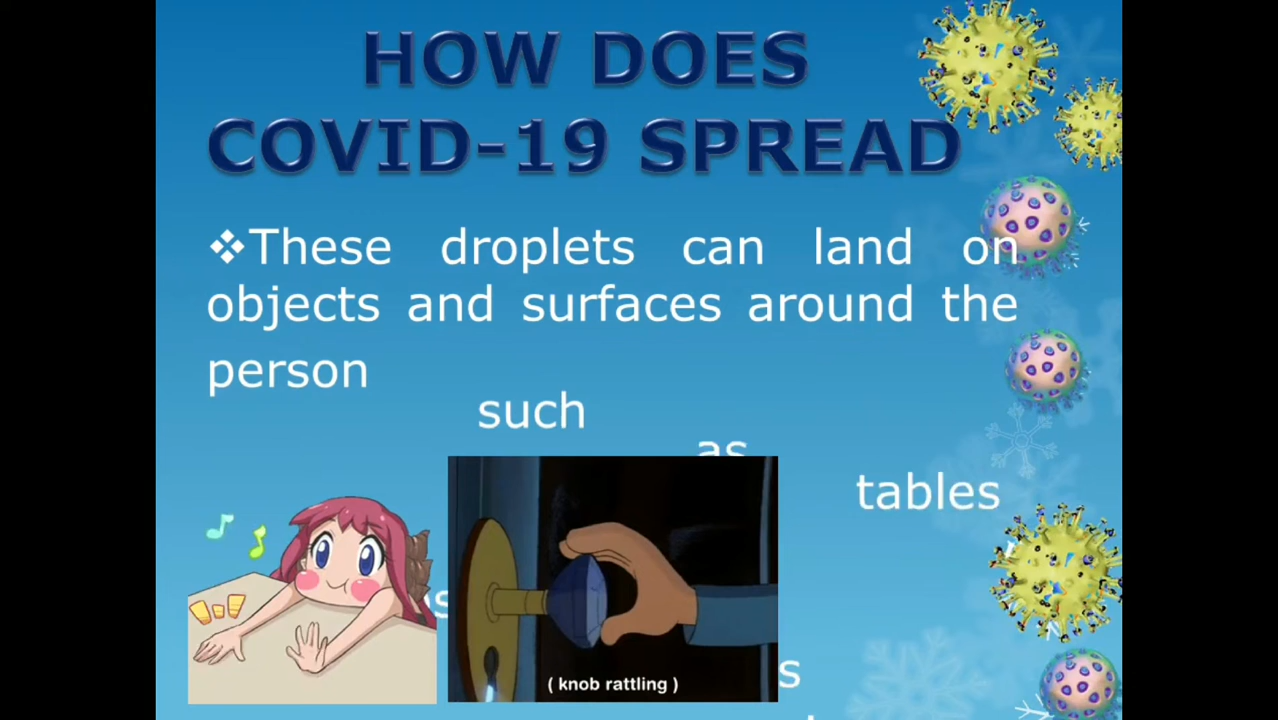 HOW DOES
COVID-19 SPREAD
❖These droplets can land on
objects and surfaces around the
person
such
as
tables
( knob rattling )